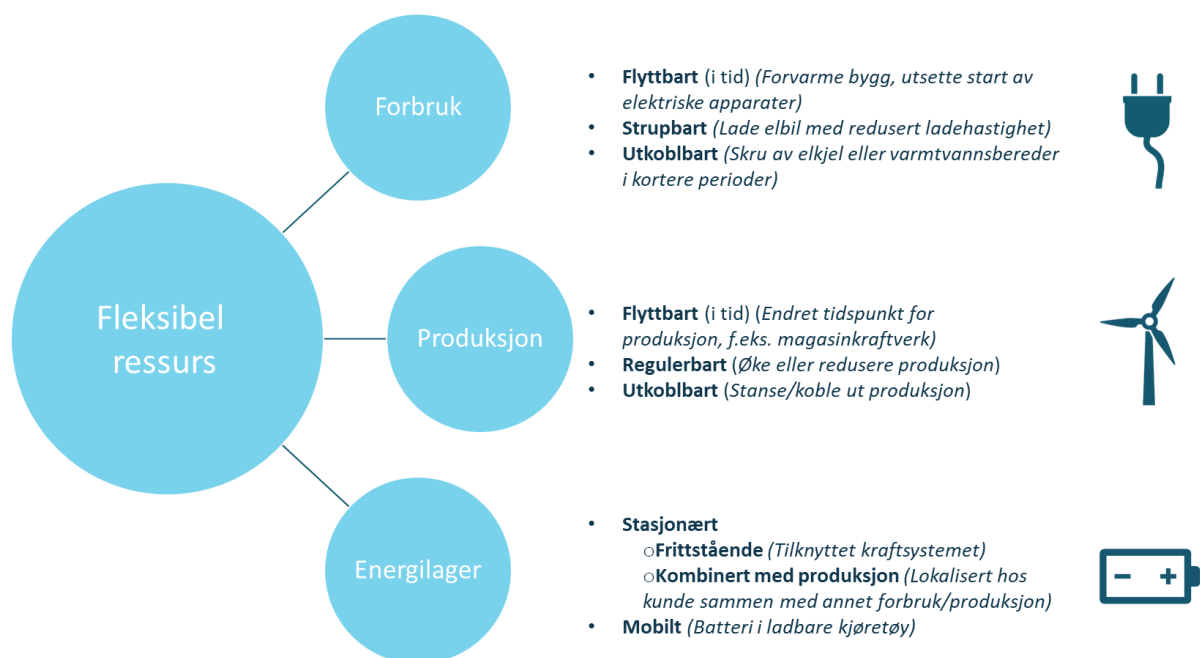 Fleksibel
ressurs
Forbruk
• Flyttbart (i tid) (Forvarme bygg, utsette start av
elektriske apparater)
• Strupbart (Lade elbil med redusert ladehastighet)
• Utkoblbart (Skru av elkjel eller varmtvannsbereder
i kortere perioder)
Produksjon
• Flyttbart (i tid) (Endret tidspunkt for
produksjon, f.eks. magasinkraftverk)
• Regulerbart (Øke eller redusere produksjon)
• Utkoblbart (Stanse/koble ut produksjon)
Energilager
• Stasjonært
○Frittstående (Tilknyttet kraftsystemet)
○Kombinert med produksjon (Lokalisert hos
kunde sammen med annet forbruk/produksjon)
• Mobilt (Batteri i ladbare kjøretøy)